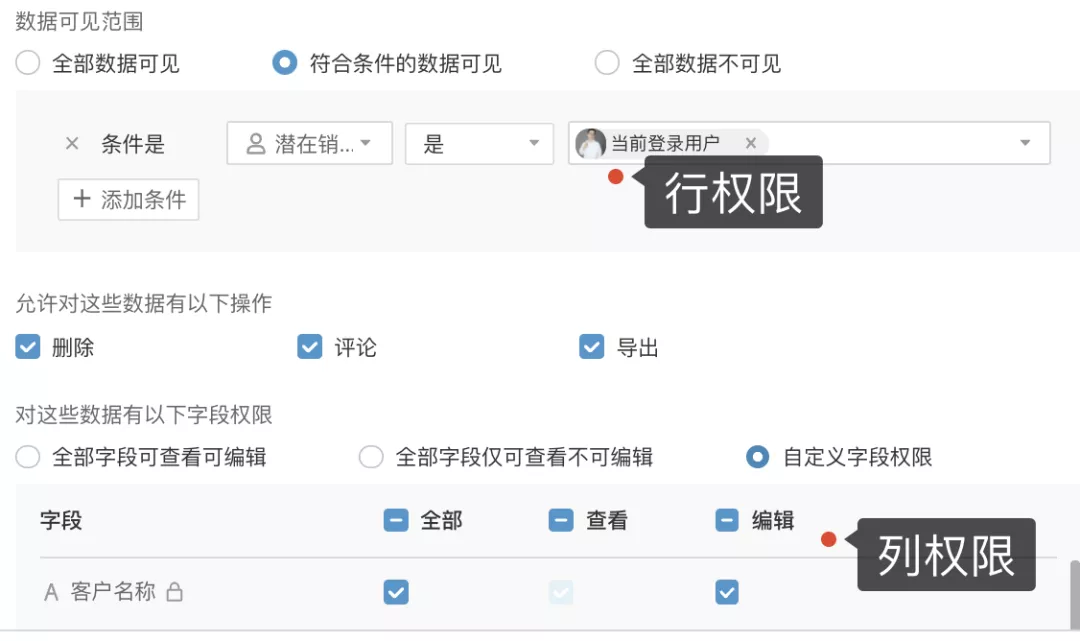 数据可见范围
全部数据可见 符合条件的数据可见 全部数据不可见
× 条件是 潜在销... 是 当前登录用户 ×
行权限
+ 添加条件
允许对这些数据有以下操作
删除 评论 导出
对这些数据有以下字段权限
全部字段可查看可编辑 全部字段仅可查看不可编辑 自定义字段权限
字段 全部 查看 编辑
列权限
A 客户名称